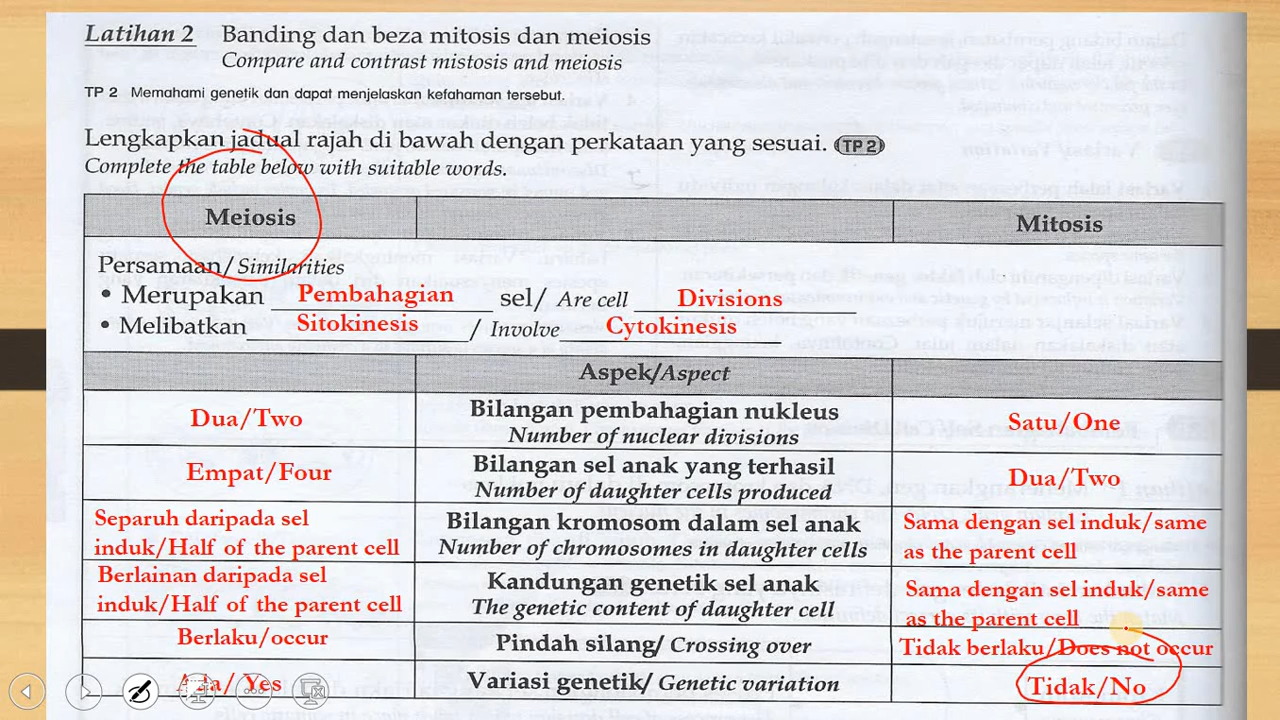 Latihan 2 Banding dan beza mitosis dan meiosis
Compare and contrast mistosis and meiosis
TP 2 Memahami genetik dan dapat menjelaskan kefahaman tersebut.
Lengkapkan jadual rajah di bawah dengan perkataan yang sesuai. TP 2
Complete the table below with suitable words.
Meiosis Mitosis
Persamaan/ Similarities
• Merupakan Pembahagian sel/ Are cell Divisions
• Melibatkan Sitokinesis / Involve Cytokinesis
Aspek/Aspect
Dua/Two
Bilangan pembahagian nukleus
Number of nuclear divisions
Satu/One
Empat/Four
Bilangan sel anak yang terhasil
Number of daughter cells produced
Dua/Two
Separuh daripada sel
induk/Half of the parent cell
Bilangan kromosom dalam sel anak
Number of chromosomes in daughter cells
Sama dengan sel induk/same
as the parent cell
Berlainan daripada sel
induk/Half of the parent cell
Kandungan genetik sel anak
The genetic content of daughter cell
Sama dengan sel induk/same
as the parent cell
Berlaku/occur
Pindah silang/ Crossing over
Tidak berlaku/Does not occur
Ada/ Yes
Variasi genetik/ Genetic variation
Tidak/No